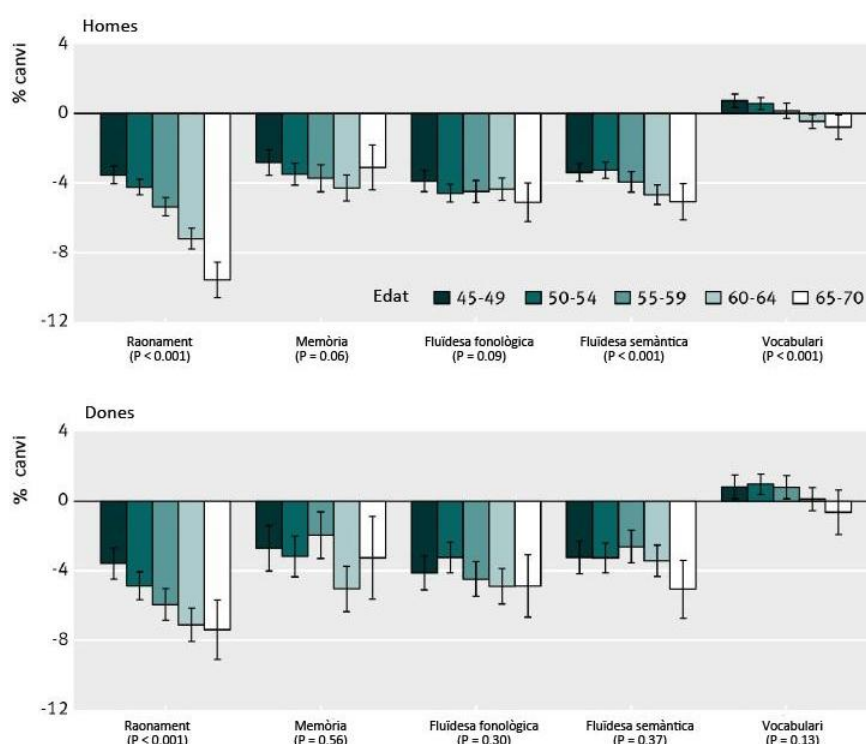 Homes
% canvi
4
0
-4
-8
-12
Edat 45-49 50-54 55-59 60-64 65-70
Raonament Memòria Fluïdesa fonològica Fluïdesa semàntica Vocabulari
(P < 0.001) (P = 0.06) (P = 0.09) (P < 0.001) (P < 0.001)
Dones
% canvi
4
0
-4
-8
-12
Raonament Memòria Fluïdesa fonològica Fluïdesa semàntica Vocabulari
(P < 0.001) (P = 0.56) (P = 0.30) (P = 0.37) (P = 0.13)